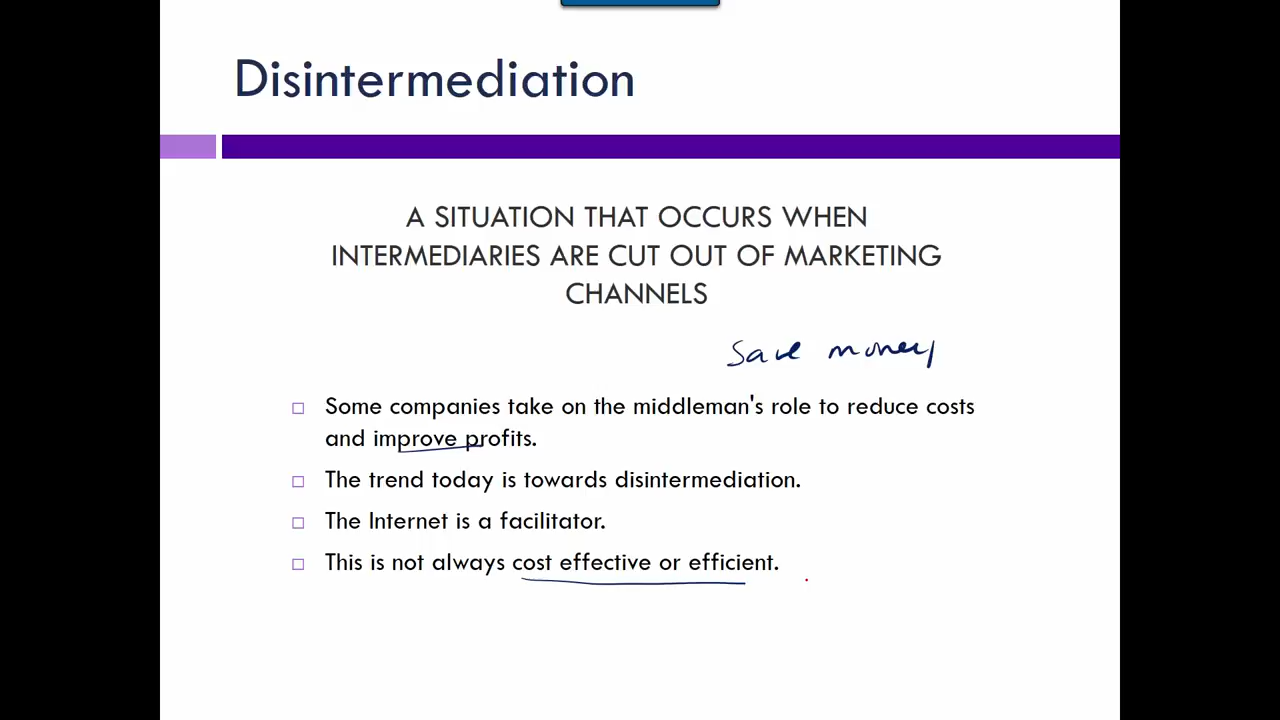 Disintermediation
A SITUATION THAT OCCURS WHEN
INTERMEDIARIES ARE CUT OUT OF MARKETING
CHANNELS
Save money
Some companies take on the middleman's role to reduce costs
and improve profits.
The trend today is towards disintermediation.
The Internet is a facilitator.
This is not always cost effective or efficient.